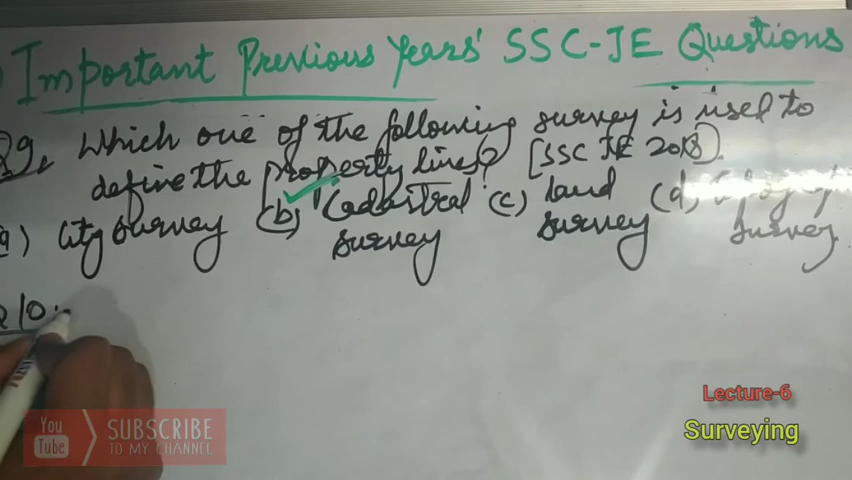 Important Previous Years' SSC-JE Questions
Q9. Which one of the following survey is used to
define the property lines? [SSC JE 2018].
a) City survey (b) Cadastral (c) Land (d)
survey survey survey
Q10.
You Tube SUBSCRIBE
TO MY CHANNEL
Lecture-6
Surveying